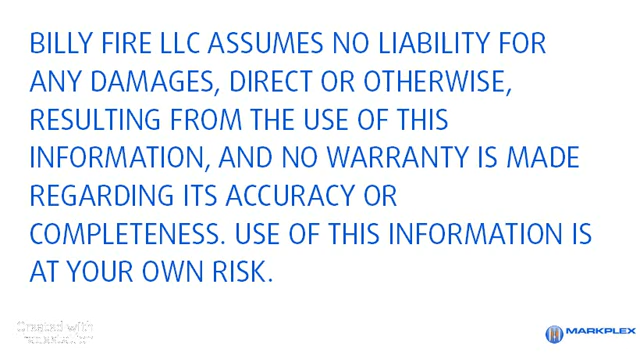 BILLY FIRE LLC ASSUMES NO LIABILITY FOR
ANY DAMAGES, DIRECT OR OTHERWISE,
RESULTING FROM THE USE OF THIS
INFORMATION, AND NO WARRANTY IS MADE
REGARDING ITS ACCURACY OR
COMPLETENESS. USE OF THIS INFORMATION IS
AT YOUR OWN RISK.
Created with
MARKPLEX